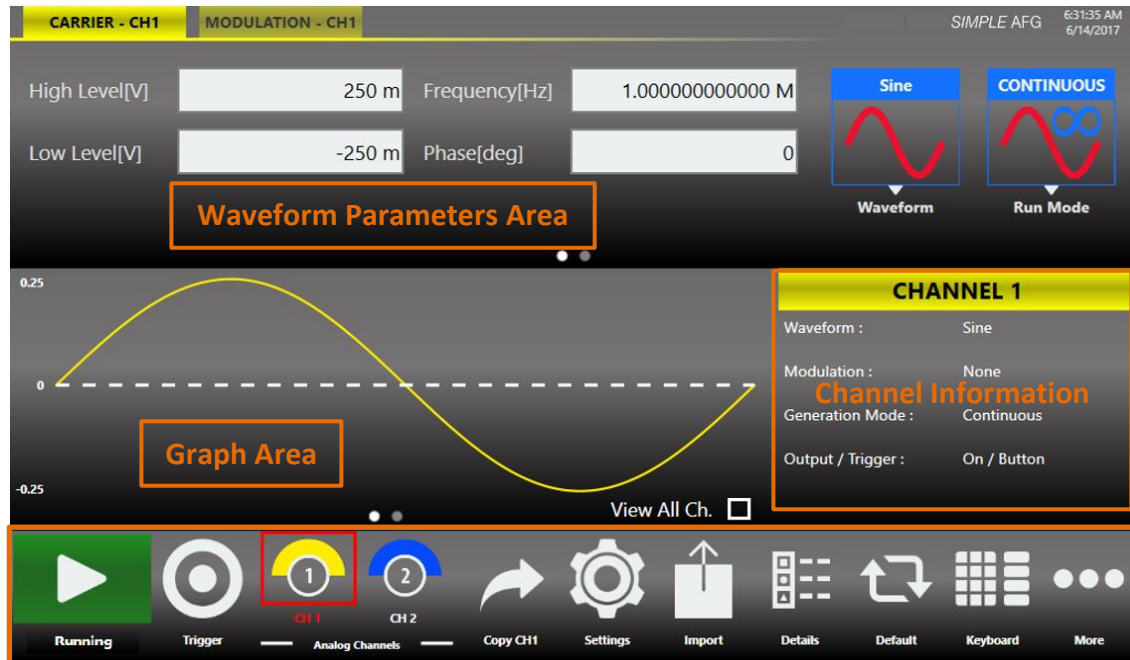 CARRIER - CH1
MODULATION - CH1
SIMPLE AFG
6:31:35 AM
6/14/2017
High Level[V]
250 m
Frequency[Hz]
1.000000000000 M
Low Level[V]
-250 m
Phase[deg]
0
Sine
Waveform
CONTINUOUS
Run Mode
Waveform Parameters Area
0.25
0
-0.25
Graph Area
View All Ch.
CHANNEL 1
Waveform : Sine
Modulation : None
Channel Information
Generation Mode : Continuous
Output / Trigger : On / Button
Running
Trigger
1
CH 1
2
CH 2
Analog Channels
Copy CH1
Settings
Import
Details
Default
Keyboard
More